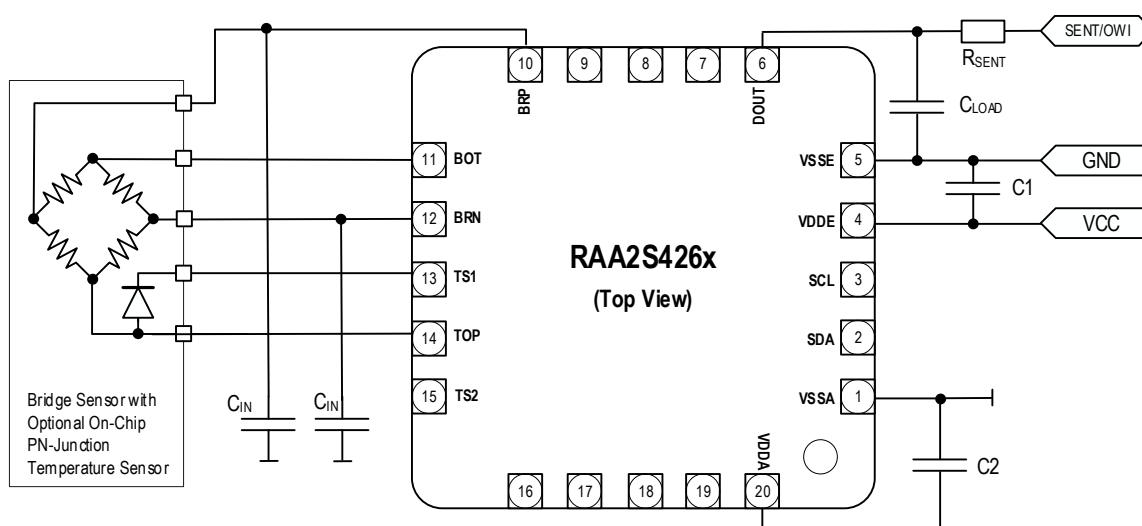 SENT/OWI
RSENT
10
9
8
7
6
BRP
DOUT
CLOAD
11
BOT
VSSE
5
GND
C1
12
BRN
VDDE
4
VCC
RAA2S426x
(Top View)
13
TS1
SCL
3
14
TOP
SDA
2
15
TS2
VSSA
1
Bridge Sensor with
Optional On-Chip
PN-Junction
Temperature Sensor
CIN
CIN
VDDA
C2
16
17
18
19
20